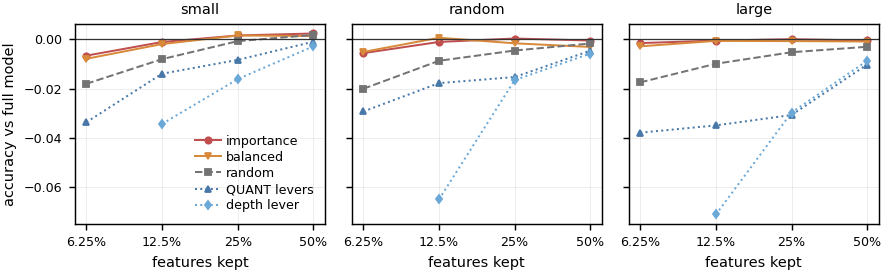 small
random
large
accuracy vs full model
0.00
−0.02
−0.04
−0.06
importance
balanced
random
QUANT levers
depth lever
6.25% 12.5% 25% 50%
6.25% 12.5% 25% 50%
6.25% 12.5% 25% 50%
features kept
features kept
features kept